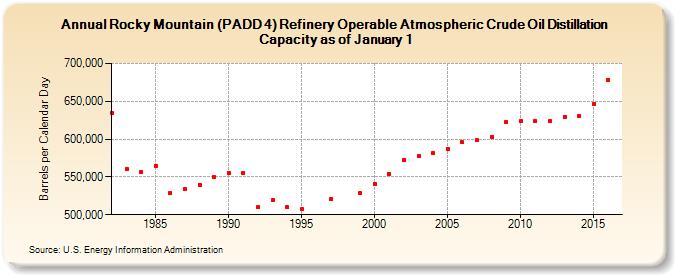 Annual Rocky Mountain (PADD 4) Refinery Operable Atmospheric Crude Oil Distillation
Capacity as of January 1
Barrels per Calendar Day
700,000
650,000
600,000
550,000
500,000
1985 1990 1995 2000 2005 2010 2015
Source: U.S. Energy Information Administration